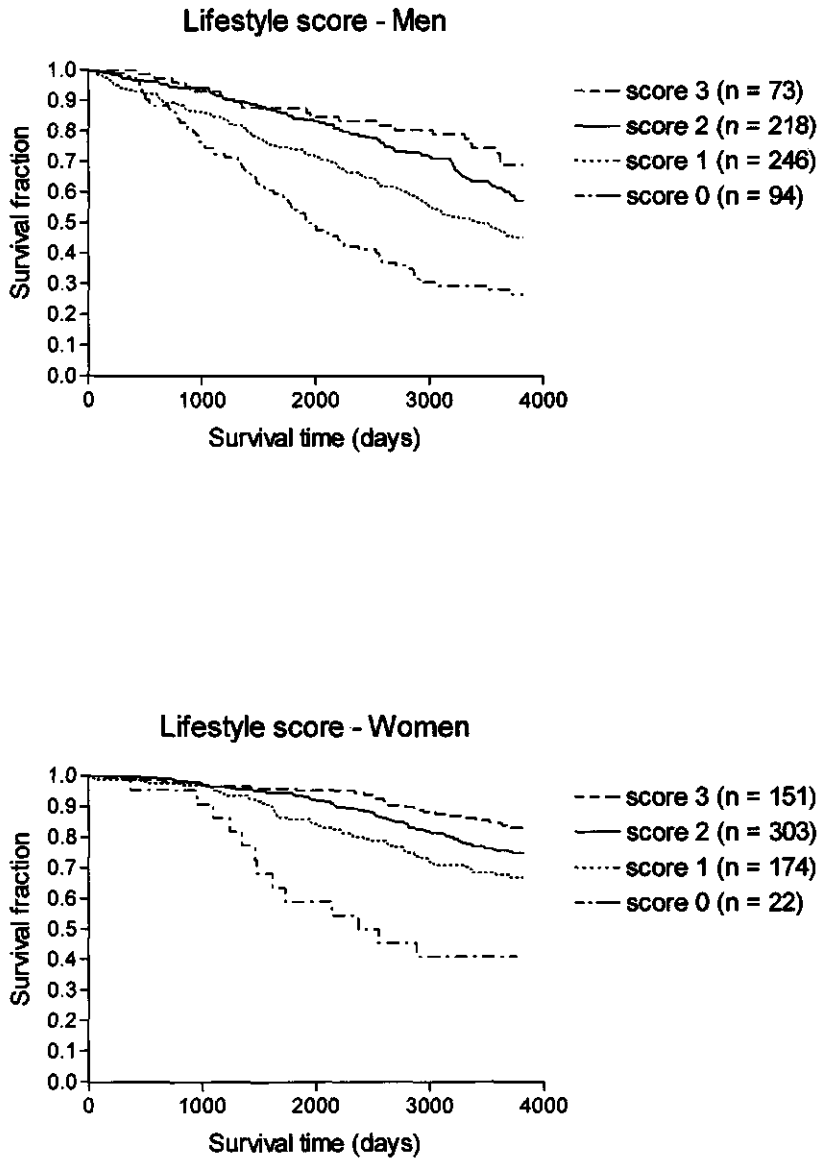 Lifestyle score - Men
1.0
0.9
0.8
0.7
0.6
0.5
0.4
0.3
0.2
0.1
0.0
Survival fraction
0 1000 2000 3000 4000
Survival time (days)
score 3 (n = 73)
score 2 (n = 218)
score 1 (n = 246)
score 0 (n = 94)
Lifestyle score - Women
1.0
0.9
0.8
0.7
0.6
0.5
0.4
0.3
0.2
0.1
0.0
Survival fraction
0 1000 2000 3000 4000
Survival time (days)
score 3 (n = 151)
score 2 (n = 303)
score 1 (n = 174)
score 0 (n = 22)